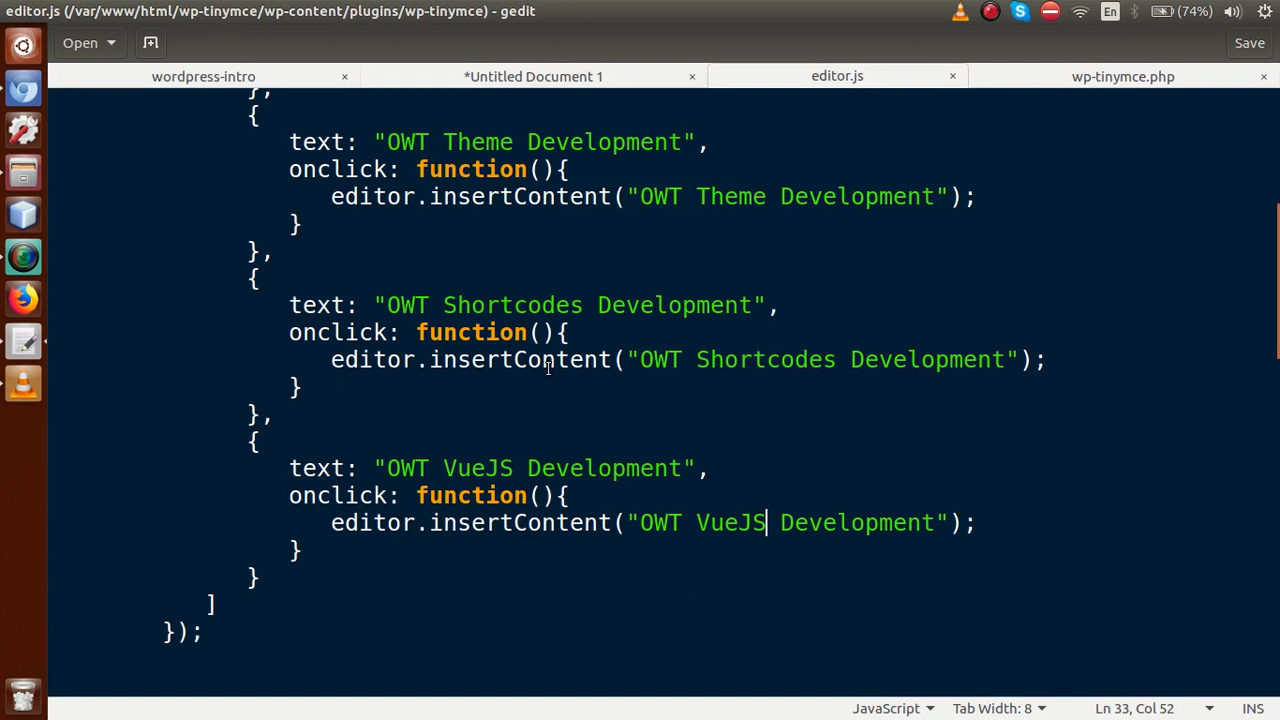 editor.js (/var/www/html/wp-tinymce/wp-content/plugins/wp-tinymce) - gedit
En
(74%)
Open
Save
wordpress-intro ×
*Untitled Document 1 ×
editor.js ×
wp-tinymce.php ×
},
{
text: "OWT Theme Development",
onclick: function(){
editor.insertContent("OWT Theme Development");
}
},
{
text: "OWT Shortcodes Development",
onclick: function(){
editor.insertContent("OWT Shortcodes Development");
}
},
{
text: "OWT VueJS Development",
onclick: function(){
editor.insertContent("OWT VueJS Development");
}
}
]
});
JavaScript
Tab Width: 8
Ln 33, Col 52
INS